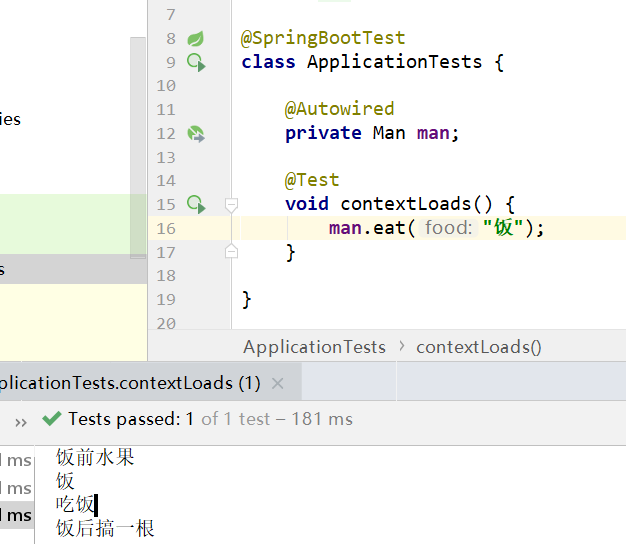 7
8 @SpringBootTest
9 class ApplicationTests {
10
11 @Autowired
ies
12 private Man man;
13
14 @Test
15 void contextLoads() {
16 man.eat( food: "饭");
17 }
s
18
19 }
20
ApplicationTests › contextLoads()
plicationTests.contextLoads (1) ×
» Tests passed: 1 of 1 test – 181 ms
ms 饭前水果
ms 饭
ms 吃饭
饭后搞一根